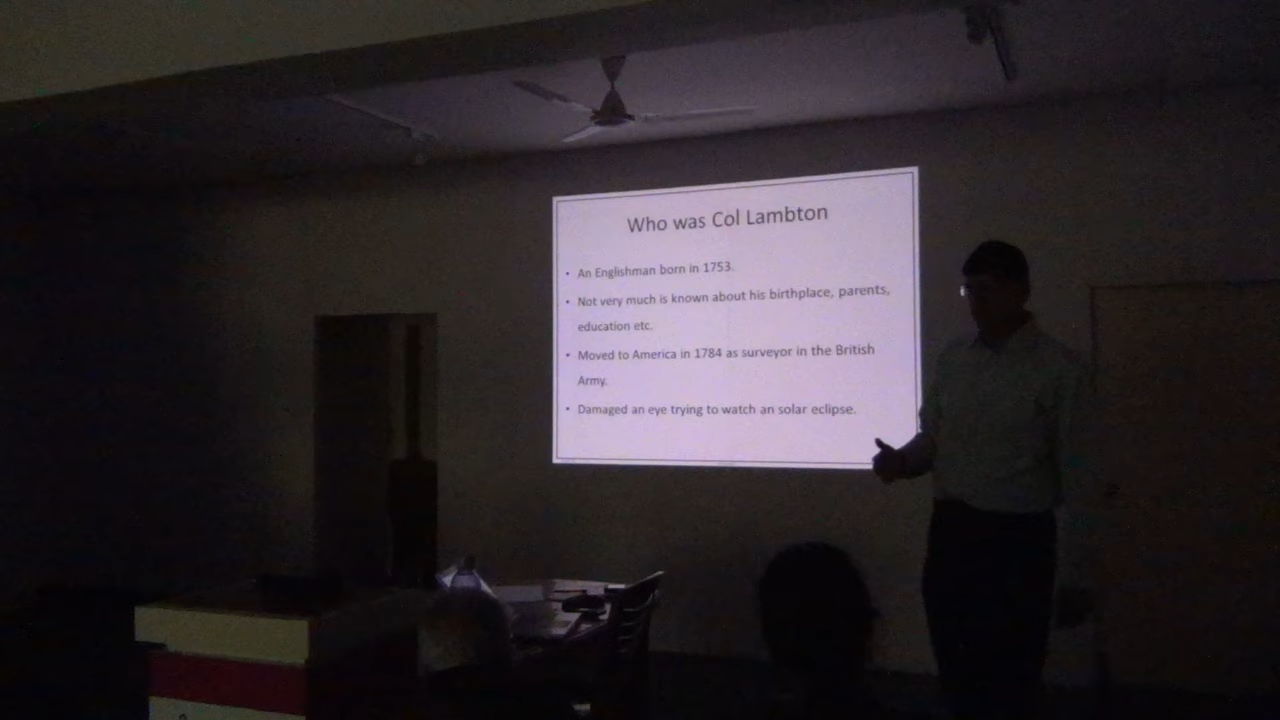 Who was Col Lambton
• An Englishman born in 1753.
• Not very much is known about his birthplace, parents,
education etc.
• Moved to America in 1784 as surveyor in the British
Army.
• Damaged an eye trying to watch an solar eclipse.